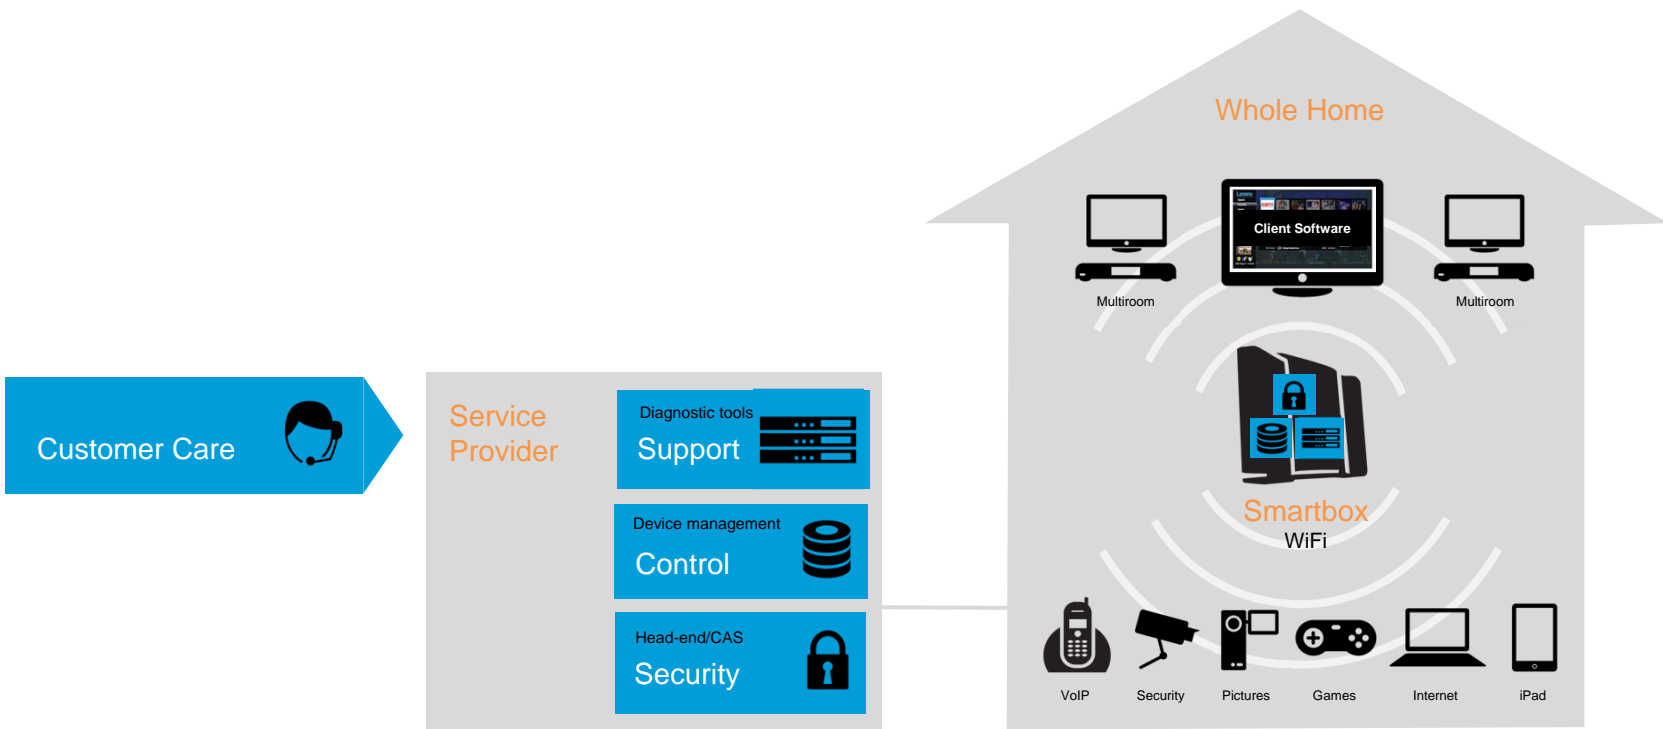 Whole Home
Client Software
Multiroom
Multiroom
Customer Care
Service
Provider
Diagnostic tools
Support
Device management
Control
Head-end/CAS
Security
Smartbox
WiFi
VoIP
Security
Pictures
Games
Internet
iPad